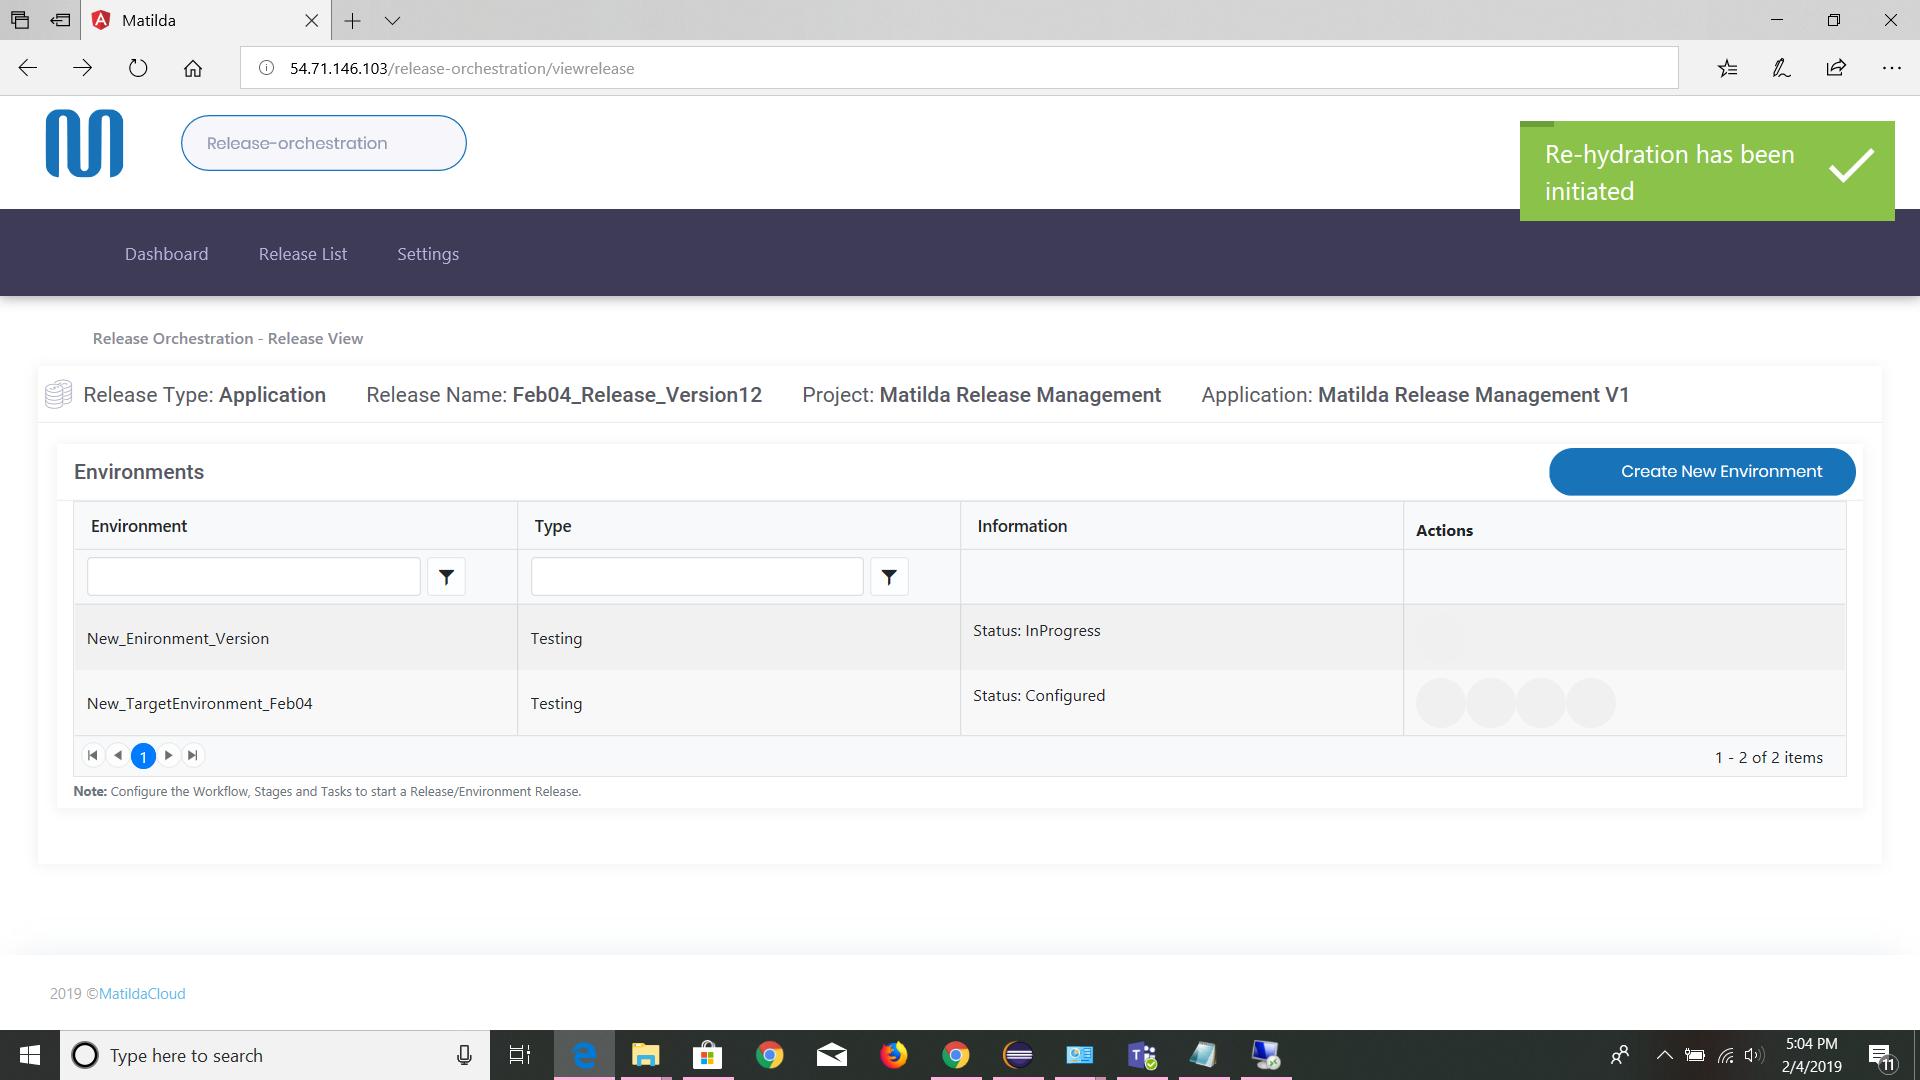 Matilda
54.71.146.103/release-orchestration/viewrelease
Release-orchestration
Re-hydration has been
initiated
Dashboard Release List Settings
Release Orchestration - Release View
Release Type: Application Release Name: Feb04_Release_Version12 Project: Matilda Release Management Application: Matilda Release Management V1
Environments Create New Environment
Environment Type Information Actions
New_Enironment_Version Testing Status: InProgress
New_TargetEnvironment_Feb04 Testing Status: Configured
1 1 - 2 of 2 items
Note: Configure the Workflow, Stages and Tasks to start a Release/Environment Release.
2019 ©MatildaCloud
Type here to search
5:04 PM
2/4/2019
11